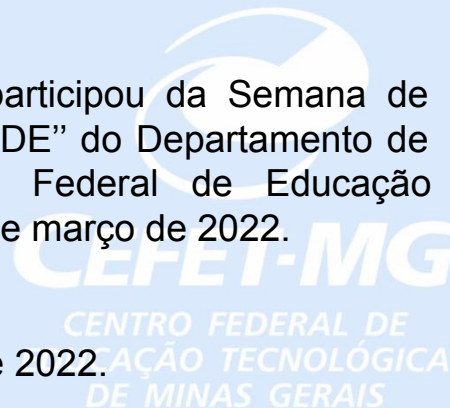 participou da Semana de
DE’’ do Departamento de
Federal de Educação
e março de 2022.
CEFET-MG
CENTRO FEDERAL DE
EDUCAÇÃO TECNOLÓGICA
e 2022.
DE MINAS GERAIS